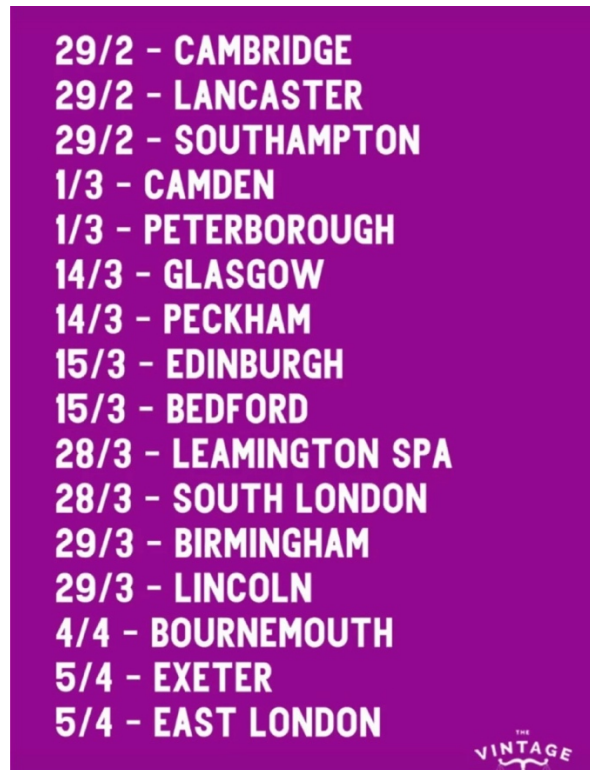 29/2 - CAMBRIDGE
29/2 - LANCASTER
29/2 - SOUTHAMPTON
1/3 - CAMDEN
1/3 - PETERBOROUGH
14/3 - GLASGOW
14/3 - PECKHAM
15/3 - EDINBURGH
15/3 - BEDFORD
28/3 - LEAMINGTON SPA
28/3 - SOUTH LONDON
29/3 - BIRMINGHAM
29/3 - LINCOLN
4/4 - BOURNEMOUTH
5/4 - EXETER
5/4 - EAST LONDON
THE
VINTAGE